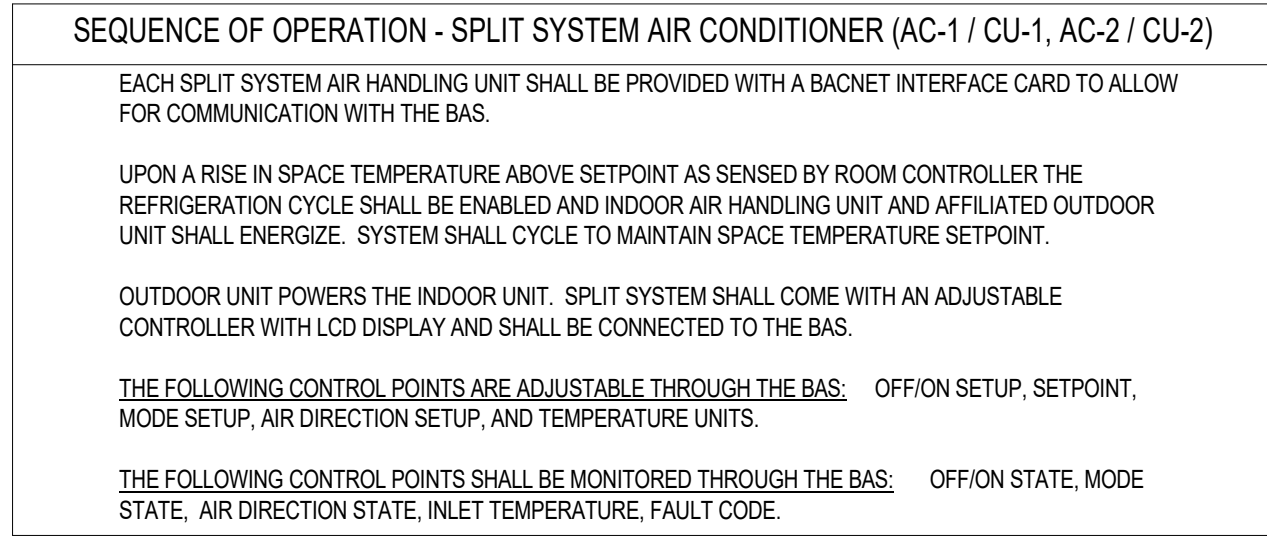 SEQUENCE OF OPERATION - SPLIT SYSTEM AIR CONDITIONER (AC-1 / CU-1, AC-2 / CU-2)
EACH SPLIT SYSTEM AIR HANDLING UNIT SHALL BE PROVIDED WITH A BACNET INTERFACE CARD TO ALLOW
FOR COMMUNICATION WITH THE BAS.
UPON A RISE IN SPACE TEMPERATURE ABOVE SETPOINT AS SENSED BY ROOM CONTROLLER THE
REFRIGERATION CYCLE SHALL BE ENABLED AND INDOOR AIR HANDLING UNIT AND AFFILIATED OUTDOOR
UNIT SHALL ENERGIZE. SYSTEM SHALL CYCLE TO MAINTAIN SPACE TEMPERATURE SETPOINT.
OUTDOOR UNIT POWERS THE INDOOR UNIT. SPLIT SYSTEM SHALL COME WITH AN ADJUSTABLE
CONTROLLER WITH LCD DISPLAY AND SHALL BE CONNECTED TO THE BAS.
THE FOLLOWING CONTROL POINTS ARE ADJUSTABLE THROUGH THE BAS: OFF/ON SETUP, SETPOINT,
MODE SETUP, AIR DIRECTION SETUP, AND TEMPERATURE UNITS.
THE FOLLOWING CONTROL POINTS SHALL BE MONITORED THROUGH THE BAS: OFF/ON STATE, MODE
STATE, AIR DIRECTION STATE, INLET TEMPERATURE, FAULT CODE.